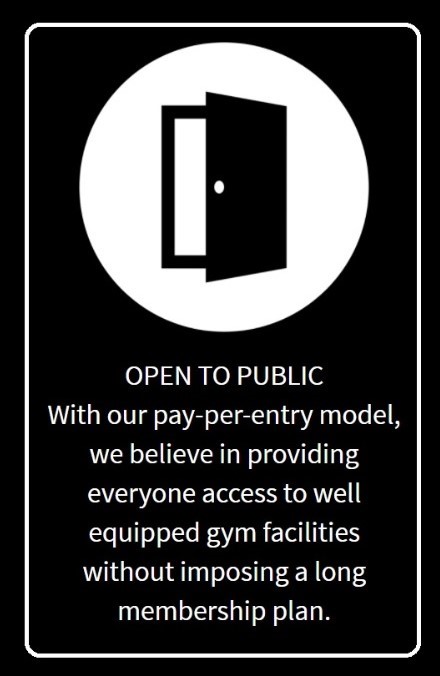 OPEN TO PUBLIC
With our pay-per-entry model,
we believe in providing
everyone access to well
equipped gym facilities
without imposing a long
membership plan.